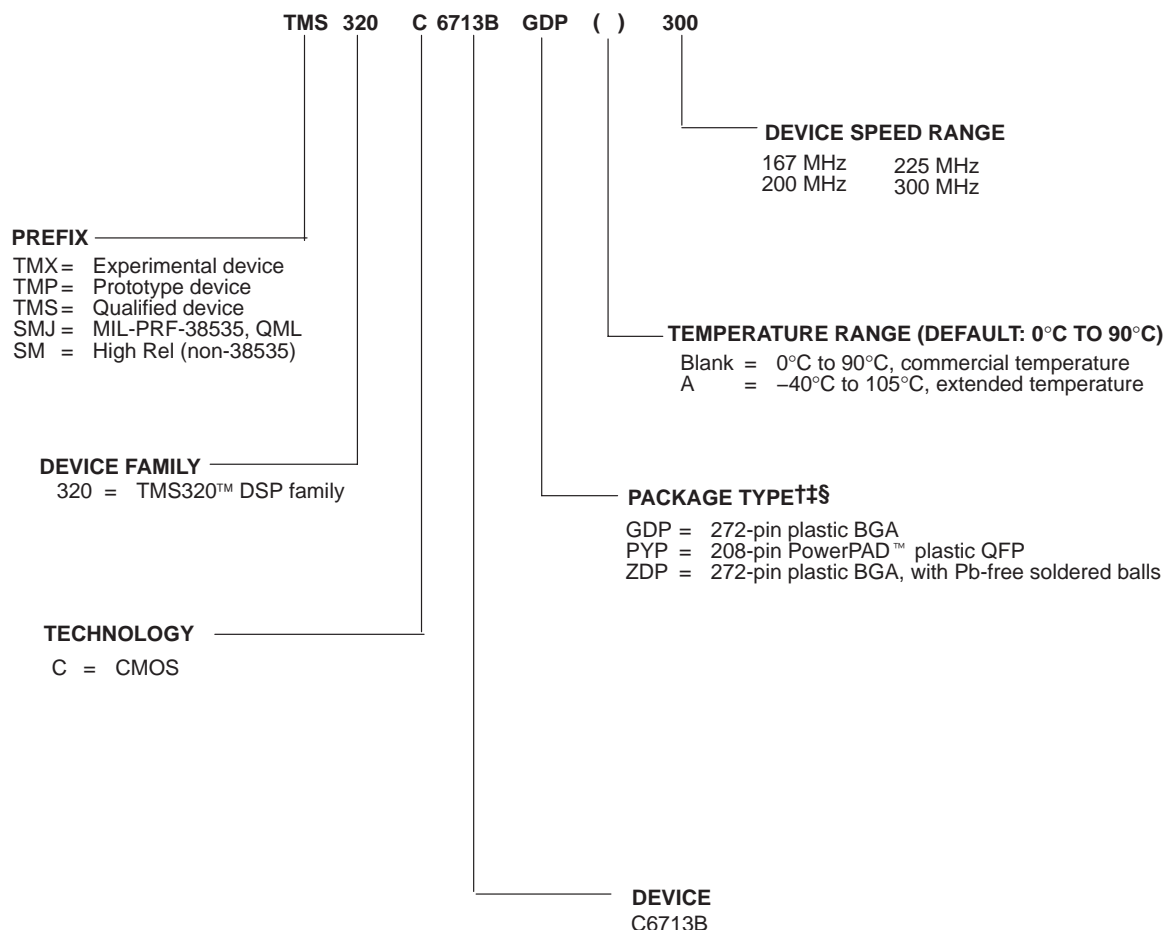 TMS 320 C 6713B GDP ( ) 300
DEVICE SPEED RANGE
167 MHz 225 MHz
200 MHz 300 MHz
PREFIX
TMX = Experimental device
TMP = Prototype device
TMS = Qualified device
SMJ = MIL-PRF-38535, QML
SM = High Rel (non-38535)
TEMPERATURE RANGE (DEFAULT: 0°C TO 90°C)
Blank = 0°C to 90°C, commercial temperature
A = –40°C to 105°C, extended temperature
DEVICE FAMILY
320 = TMS320™ DSP family
PACKAGE TYPE†‡§
GDP = 272-pin plastic BGA
PYP = 208-pin PowerPAD™ plastic QFP
ZDP = 272-pin plastic BGA, with Pb-free soldered balls
TECHNOLOGY
C = CMOS
DEVICE
C6713B